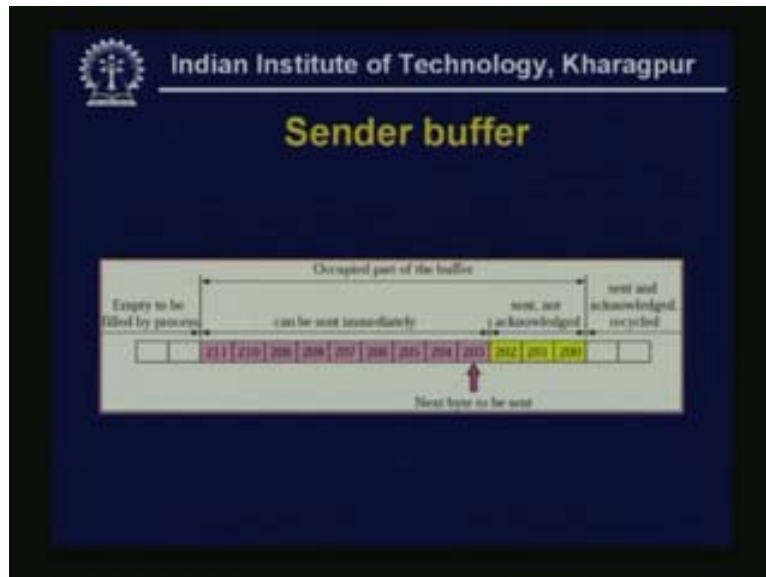 Indian Institute of Technology, Kharagpur
Sender buffer
Occupied part of the buffer
Empty to be
filled by process
can be sent immediately
sent, not
acknowledged
sent and
acknowledged,
recycled
211 210 209 208 207 206 205 204 203 202 201 200
Next byte to be sent